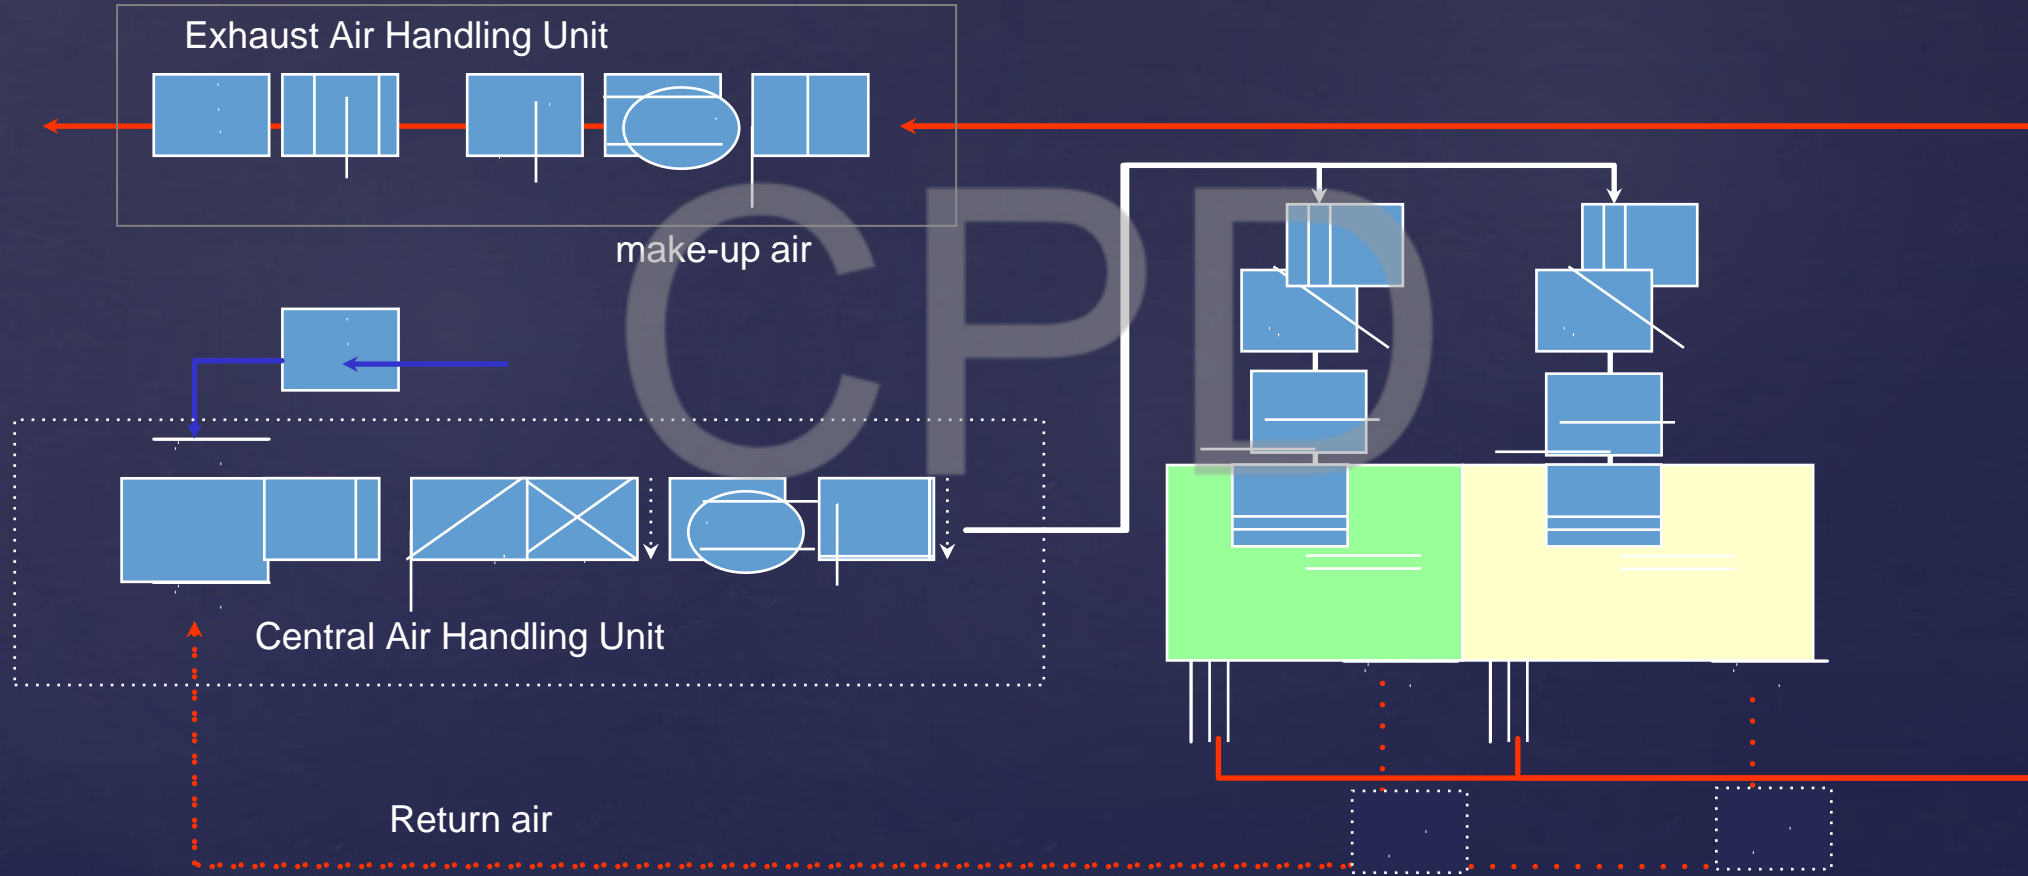 Exhaust Air Handling Unit
make-up air
CPD
Central Air Handling Unit
Return air